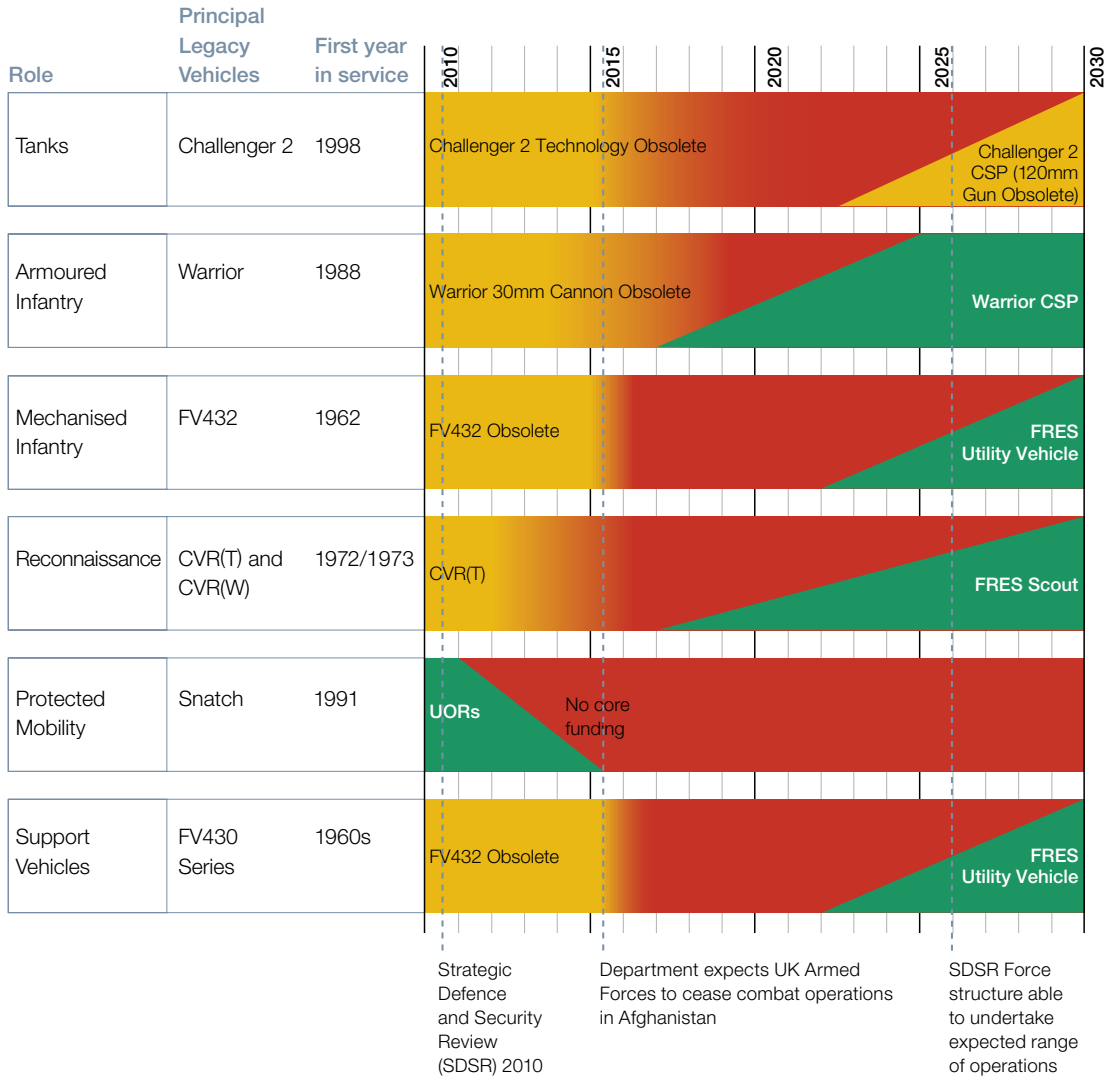 Principal
Legacy
Vehicles
First year
in service
Role
2010
2015
2020
2025
2030
Tanks
Challenger 2
1998
Challenger 2 Technology Obsolete
Challenger 2
CSP (120mm
Gun Obsolete)
Armoured
Infantry
Warrior
1988
Warrior 30mm Cannon Obsolete
Warrior CSP
Mechanised
Infantry
FV432
1962
FV432 Obsolete
FRES
Utility Vehicle
Reconnaissance
CVR(T) and
CVR(W)
1972/1973
CVR(T)
FRES Scout
Protected
Mobility
Snatch
1991
UORs
No core
funding
Support
Vehicles
FV430
Series
1960s
FV432 Obsolete
FRES
Utility Vehicle
Strategic
Defence
and Security
Review
(SDSR) 2010
Department expects UK Armed
Forces to cease combat operations
in Afghanistan
SDSR Force
structure able
to undertake
expected range
of operations